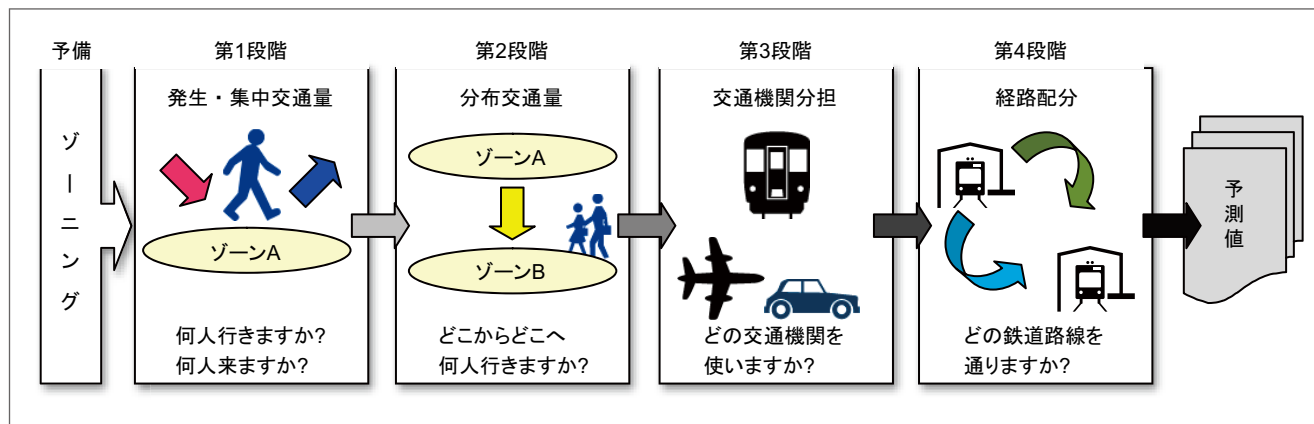 予備
ゾーニング
第1段階
発生・集中交通量
ゾーンA
何人行きますか?
何人来ますか?
第2段階
分布交通量
ゾーンA
ゾーンB
どこからどこへ
何人行きますか?
第3段階
交通機関分担
どの交通機関を
使いますか?
第4段階
経路配分
どの鉄道路線を
通りますか?
予測値